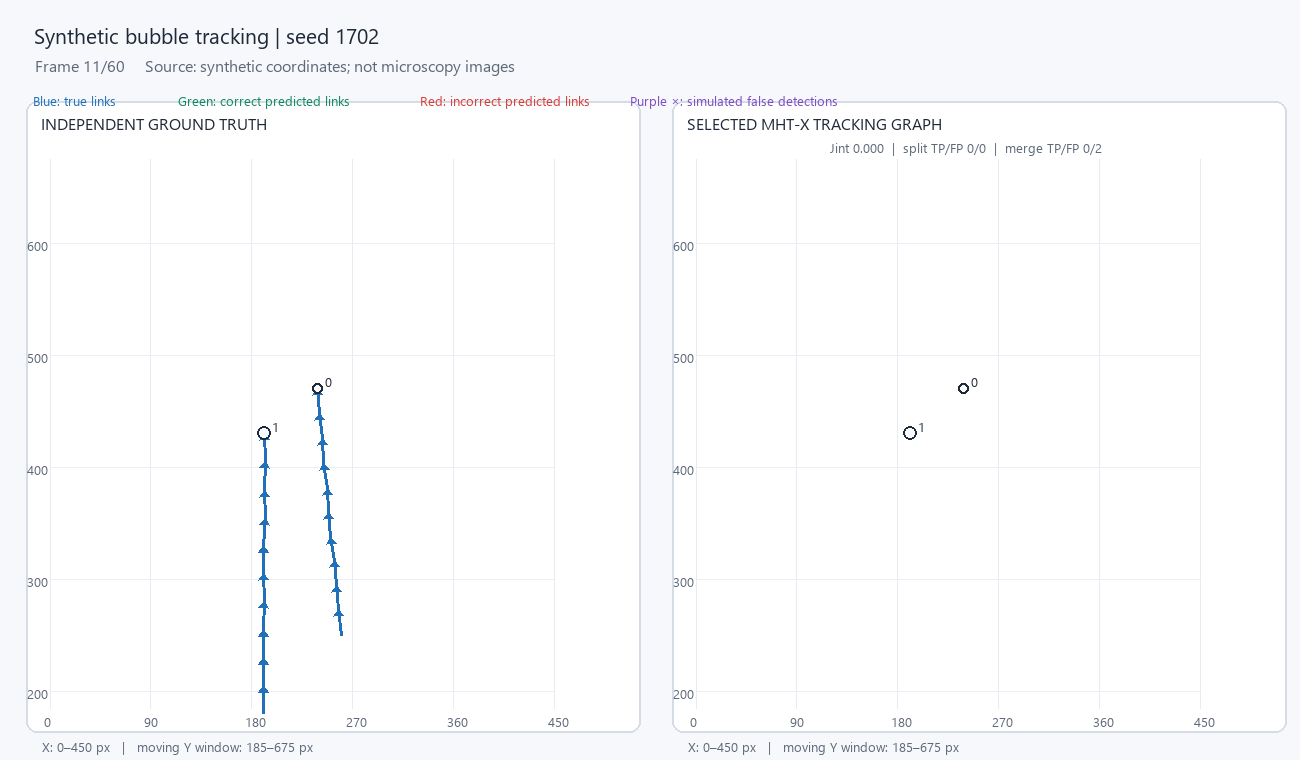 Synthetic bubble tracking | seed 1702
Frame 11/60 Source: synthetic coordinates; not microscopy images
Blue: true links Green: correct predicted links Red: incorrect predicted links Purple ×: simulated false detections
INDEPENDENT GROUND TRUTH
600
500
400
300
200
0
1
0 90 180 270 360 450
X: 0–450 px | moving Y window: 185–675 px
SELECTED MHT-X TRACKING GRAPH
Jint 0.000 | split TP/FP 0/0 | merge TP/FP 0/2
600
500
400
300
200
0
1
0 90 180 270 360 450
X: 0–450 px | moving Y window: 185–675 px